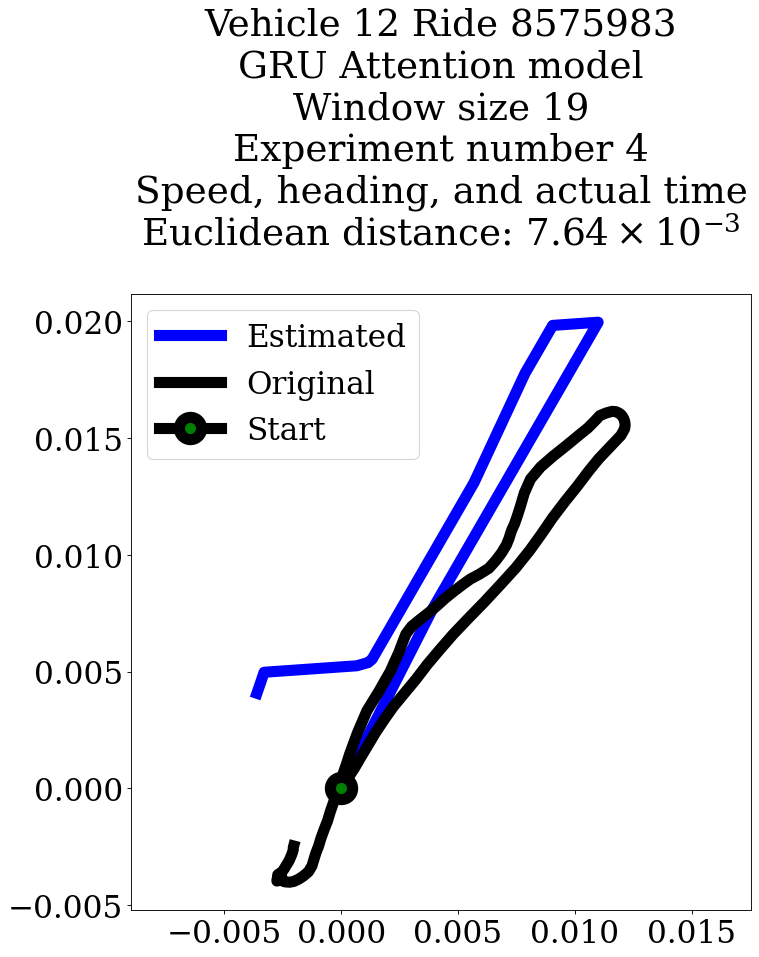 Vehicle 12 Ride 8575983
GRU Attention model
Window size 19
Experiment number 4
Speed, heading, and actual time
Euclidean distance: 7.64 × 10⁻³
Estimated
Original
Start
0.020
0.015
0.010
0.005
0.000
−0.005
−0.005 0.000 0.005 0.010 0.015